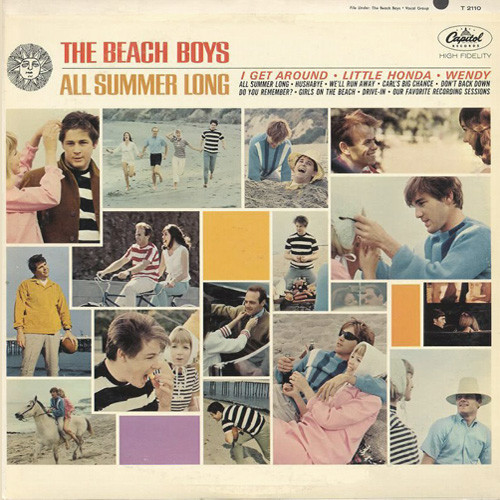 File Under: The Beach Boys • Vocal Group
T 2110
THE BEACH BOYS
ALL SUMMER LONG
Capitol
RECORDS
HIGH FIDELITY
I GET AROUND • LITTLE HONDA • WENDY
ALL SUMMER LONG • HUSHABYE • WE'LL RUN AWAY • CARL'S BIG CHANCE • DON'T BACK DOWN
DO YOU REMEMBER? • GIRLS ON THE BEACH • DRIVE-IN • OUR FAVORITE RECORDING SESSIONS